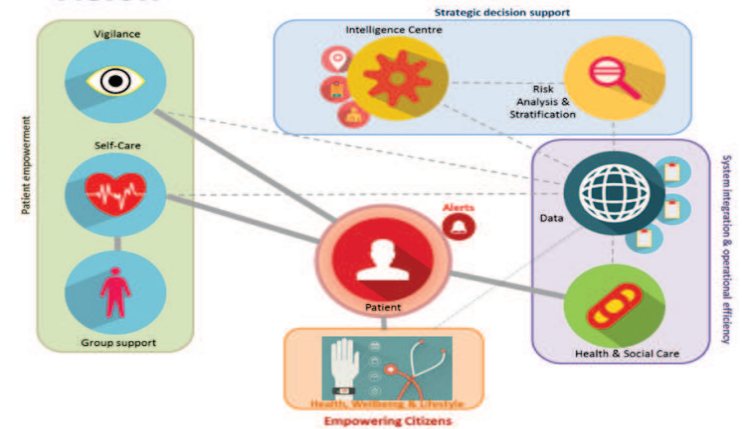 Strategic decision support
Vigilance
Intelligence Centre
Risk
Analysis &
Stratification
Patient empowerment
Self-Care
System integration & operational efficiency
Alerts
Data
Patient
Group support
Health & Social Care
Health, Wellbeing & Lifestyle
Empowering Citizens